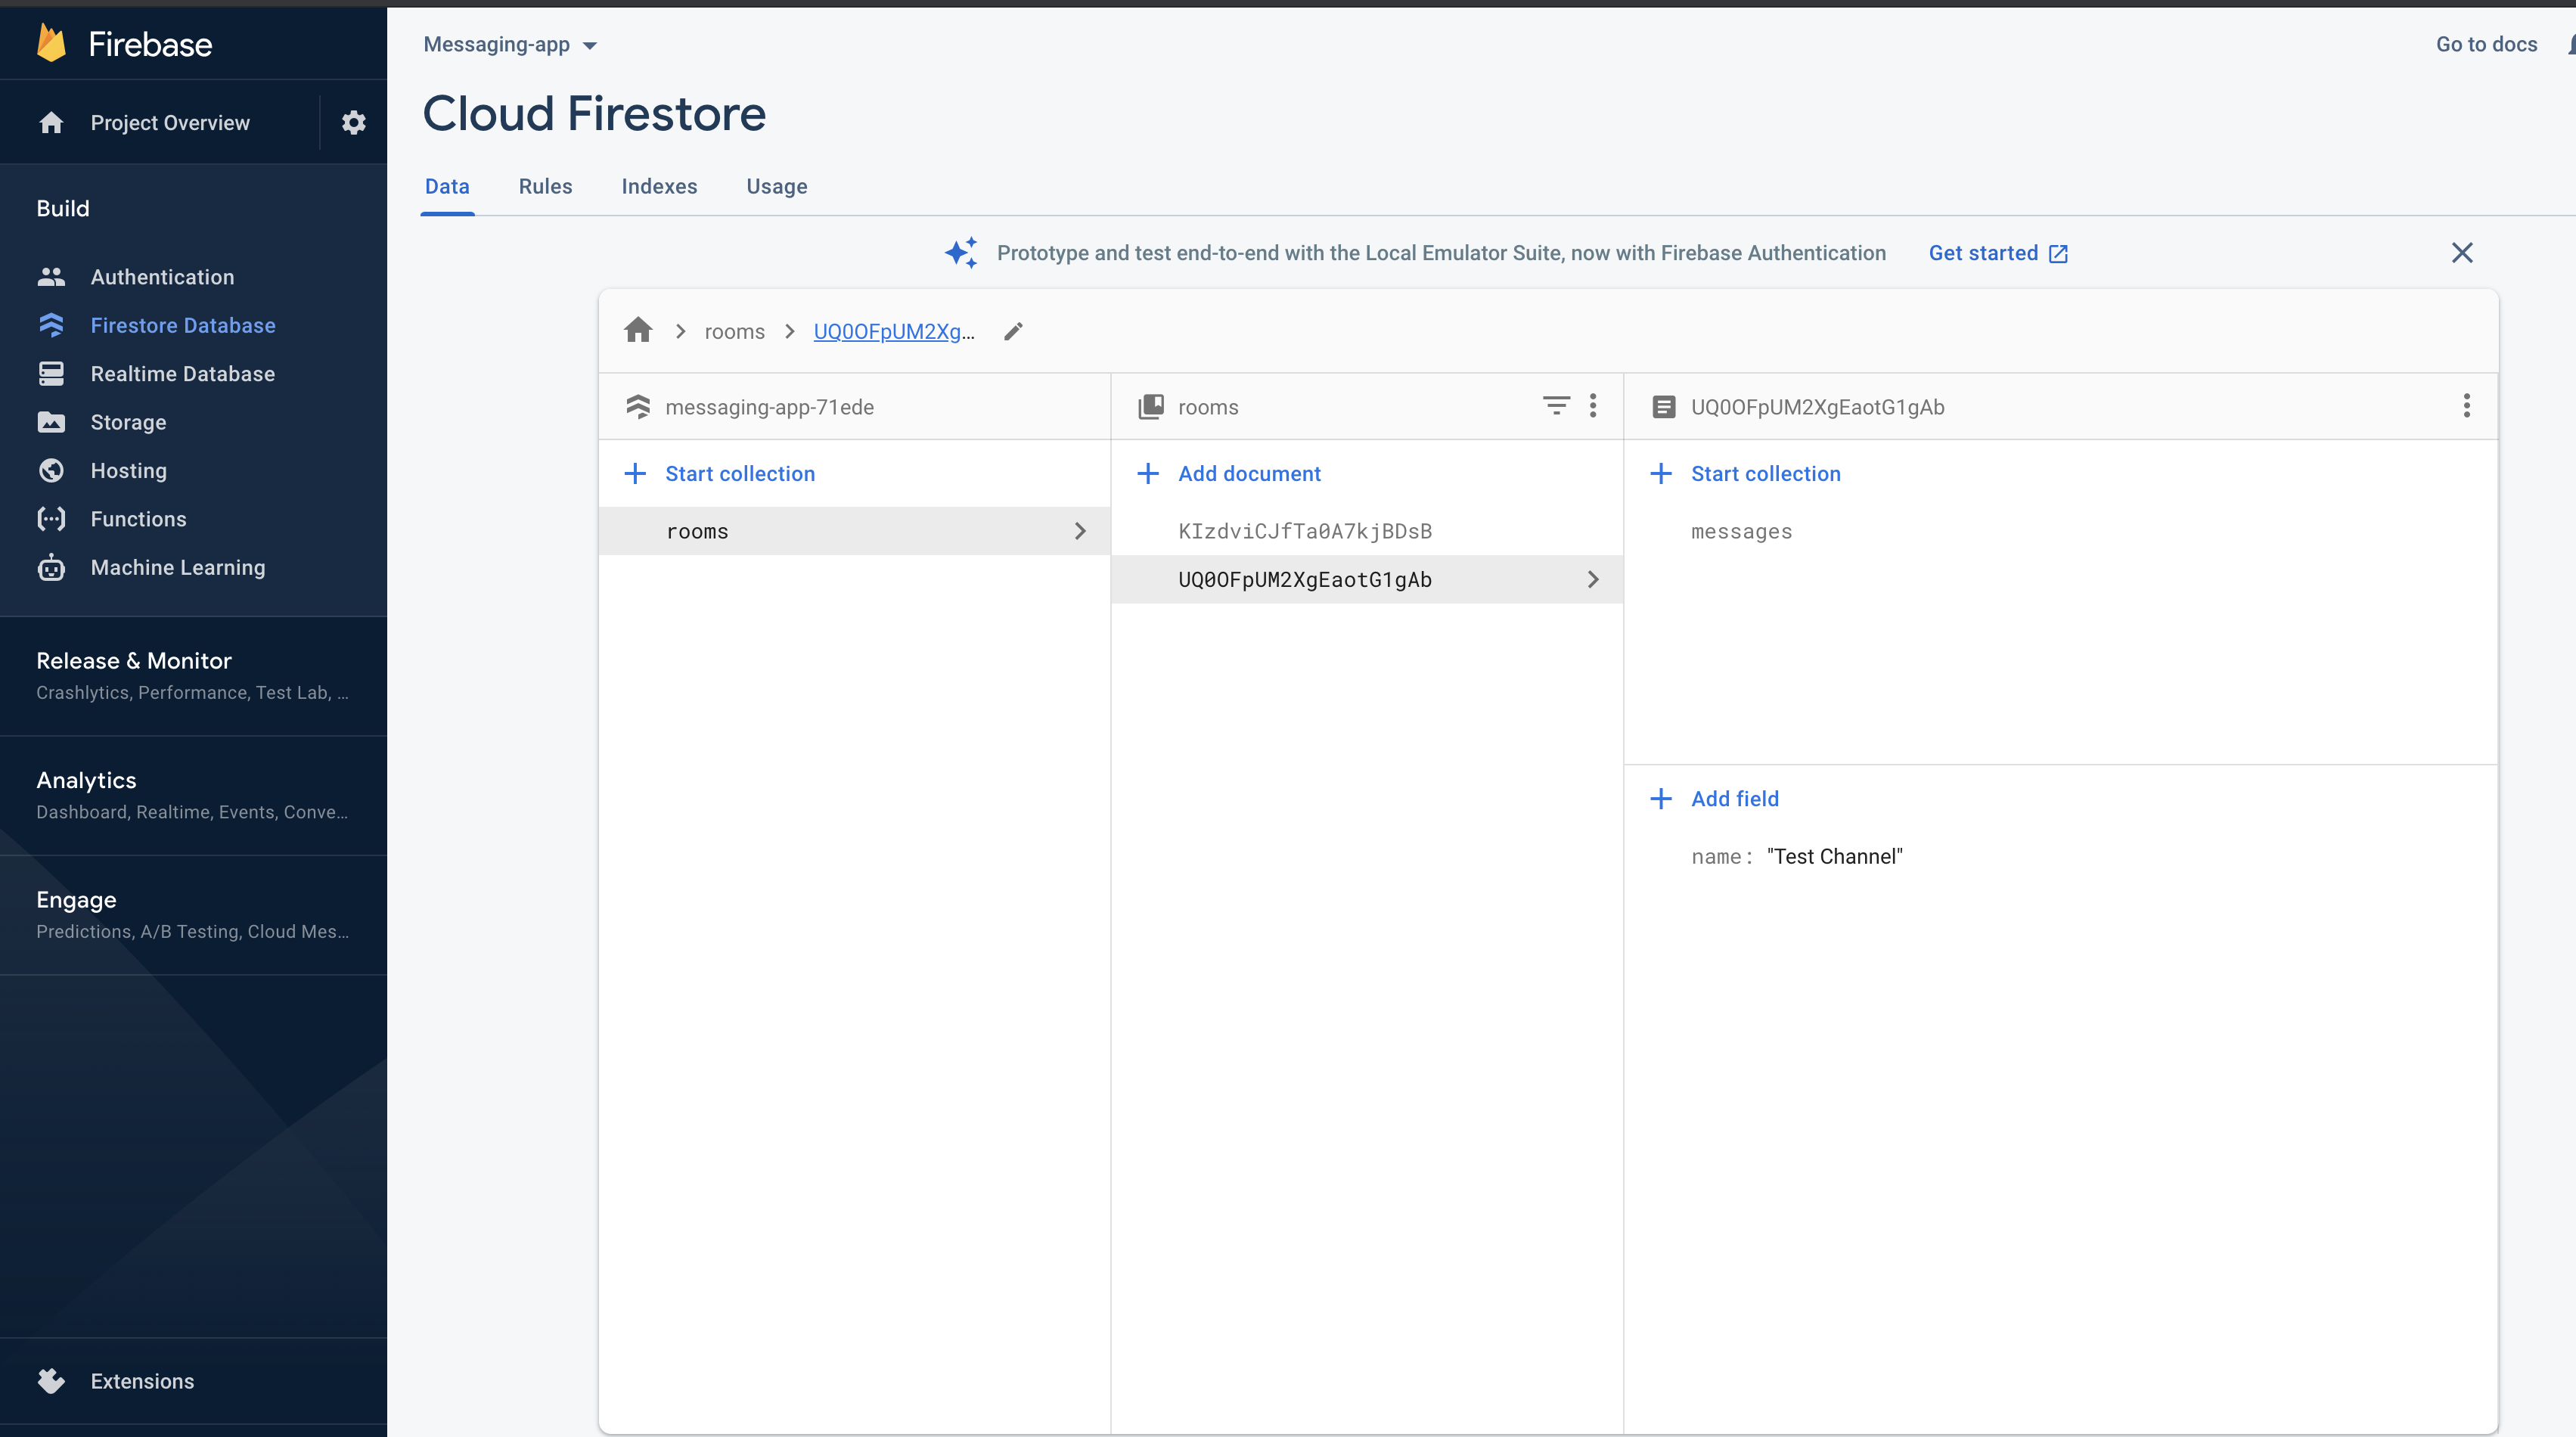 Firebase
Project Overview
Build
Authentication
Firestore Database
Realtime Database
Storage
Hosting
Functions
Machine Learning
Release & Monitor
Crashlytics, Performance, Test Lab, ...
Analytics
Dashboard, Realtime, Events, Conve...
Engage
Predictions, A/B Testing, Cloud Mes...
Extensions
Messaging-app
Go to docs
Cloud Firestore
Data Rules Indexes Usage
Prototype and test end-to-end with the Local Emulator Suite, now with Firebase Authentication Get started
rooms UQ0OFpUM2Xg...
messaging-app-71ede
Start collection
rooms
rooms
Add document
KIzdviCJfTa0A7kjBDsB
UQ0OFpUM2XgEaotG1gAb
UQ0OFpUM2XgEaotG1gAb
Start collection
messages
Add field
name: "Test Channel"